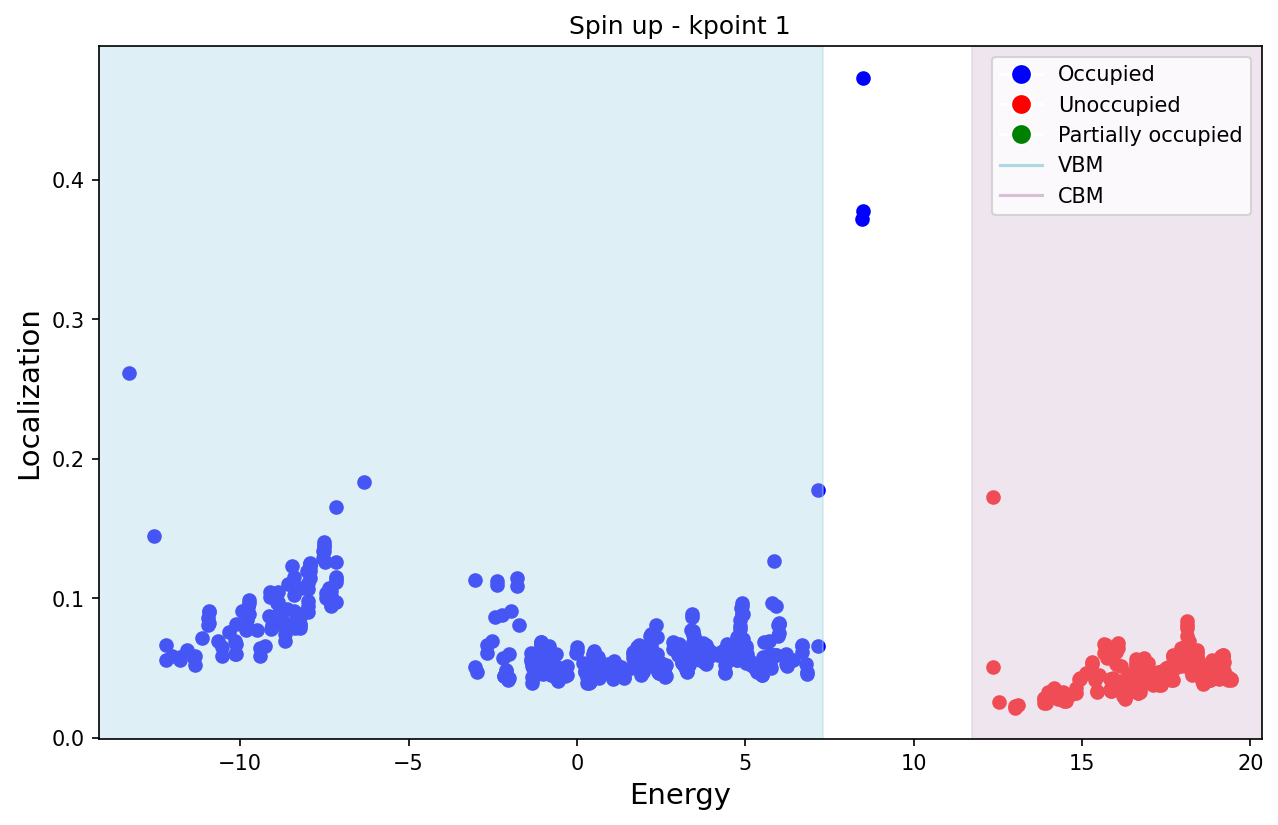 Spin up - kpoint 1
Occupied
Unoccupied
Partially occupied
VBM
CBM
Localization
0.4
0.3
0.2
0.1
0.0
−10
−5
0
5
10
15
20
Energy